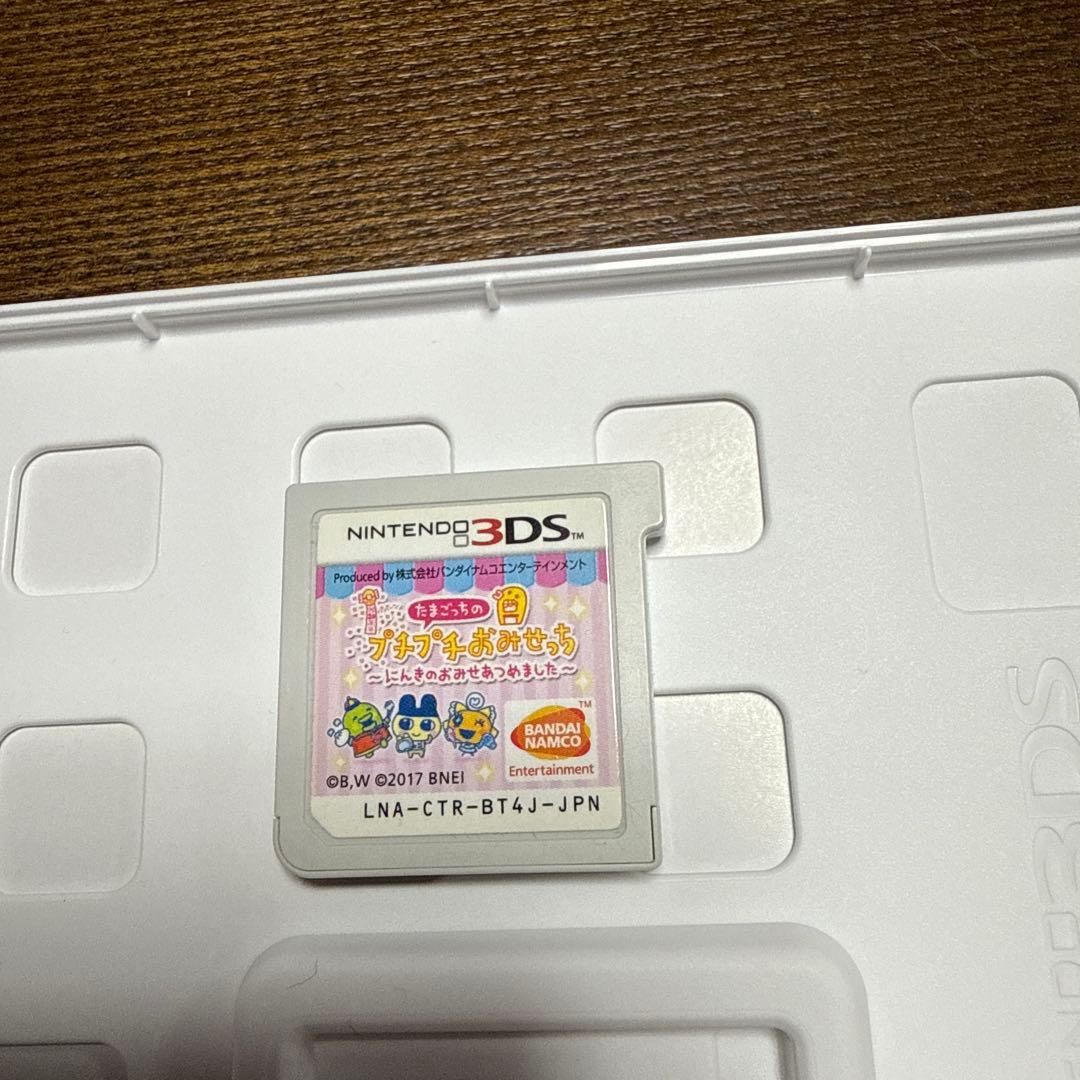 NINTENDO 3DS™
Produced by 株式会社バンダイナムコエンターテインメント
たまごっちの
プチプチおみせっち
～にんきのおみせあつめました～
BANDAI
NAMCO
TM
Entertainment
©B,W ©2017 BNEI
LNA-CTR-BT4J-JPN
3DS